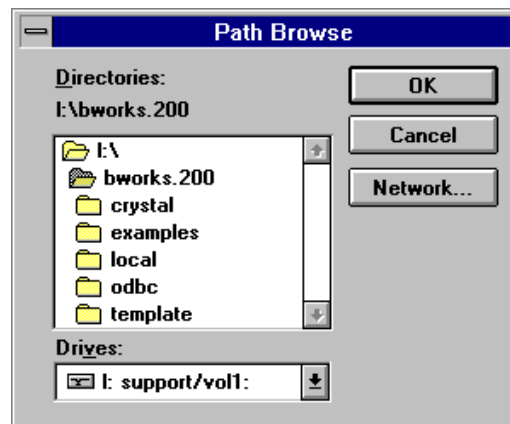 Path Browse
Directories:
I:\bworks.200
I:\
bworks.200
crystal
examples
local
odbc
template
Drives:
I: support/vol1:
OK
Cancel
Network...